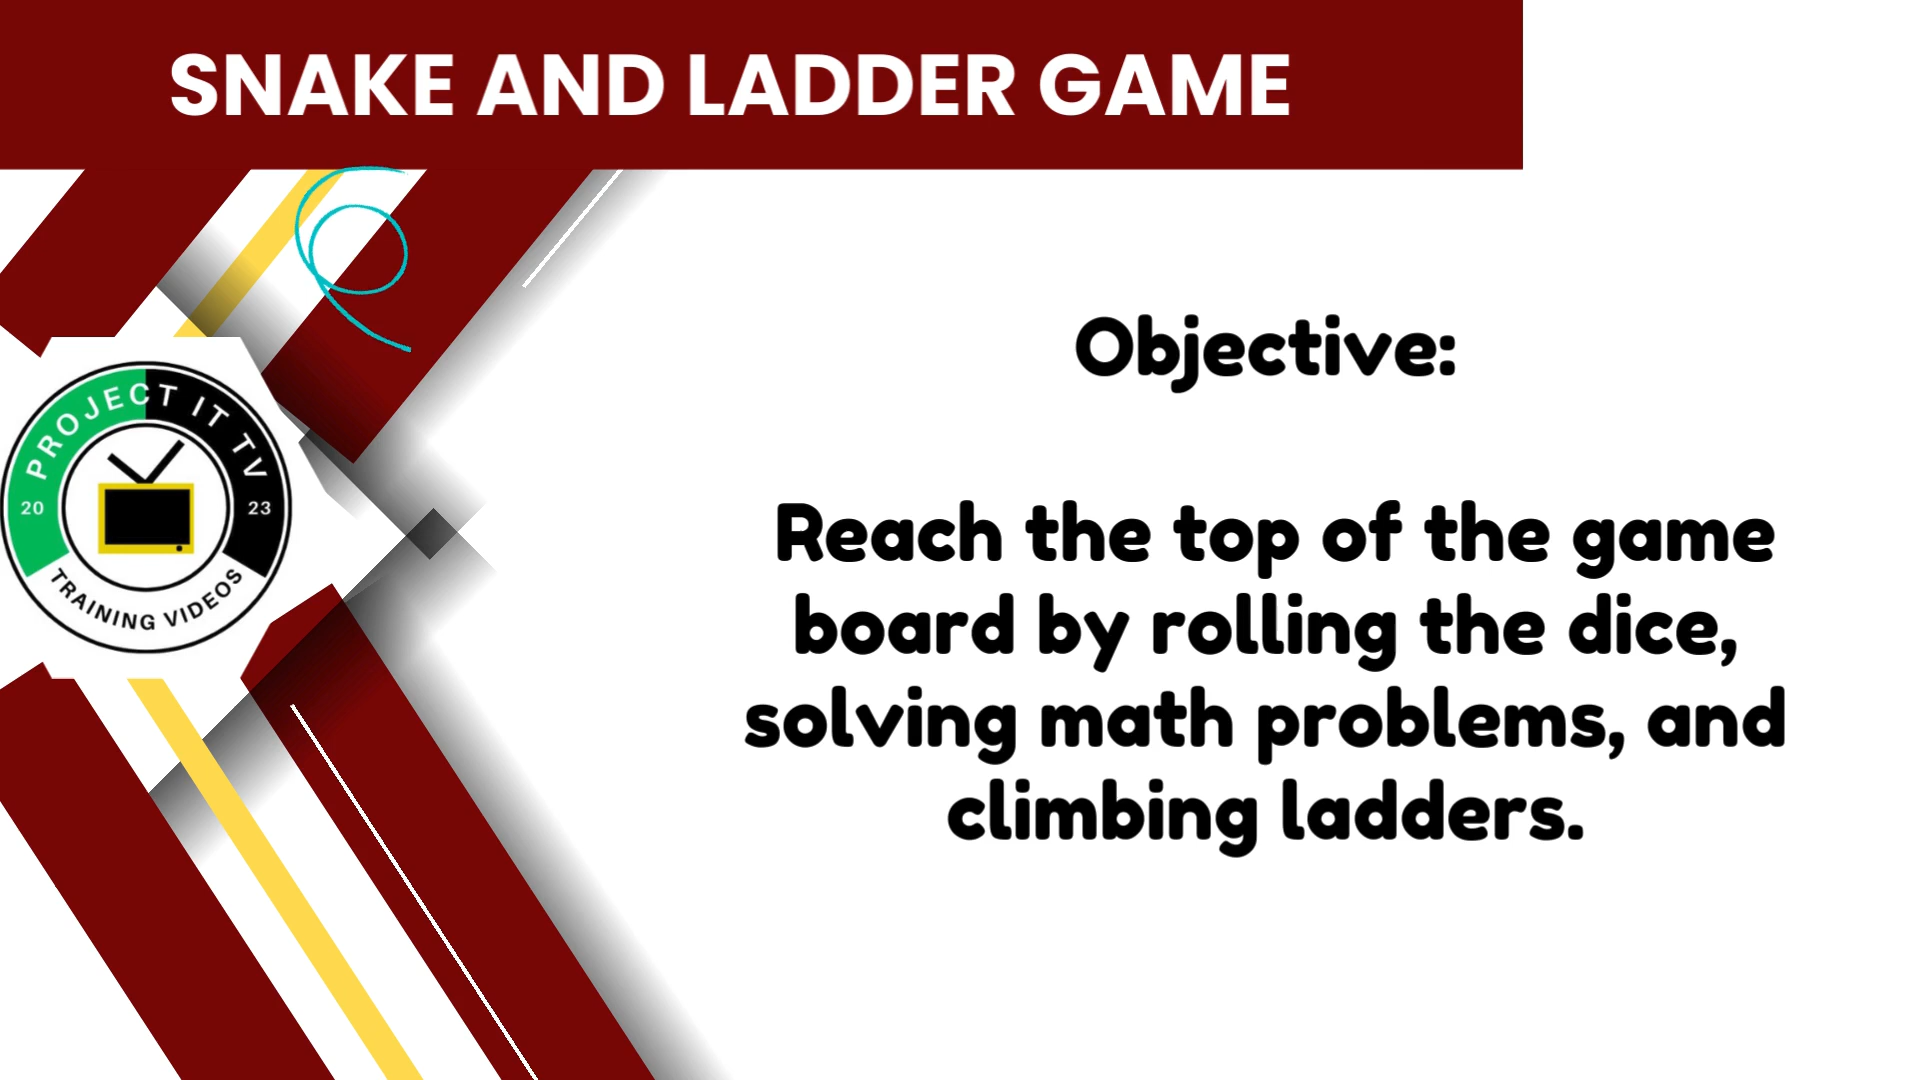 SNAKE AND LADDER GAME
PROJECT IT TV
20 23
TRAINING VIDEOS
Objective:
Reach the top of the game
board by rolling the dice,
solving math problems, and
climbing ladders.